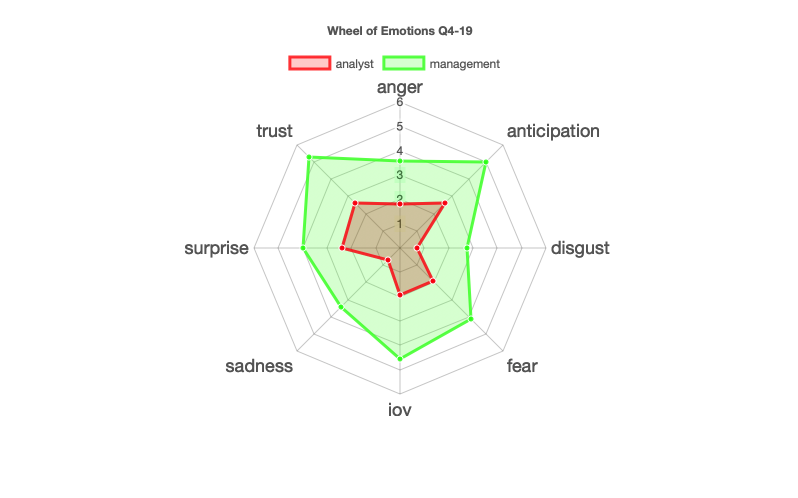 Wheel of Emotions Q4-19
analyst management
anger
6
5
4
3
2
1
trust
anticipation
surprise
disgust
sadness
fear
iov